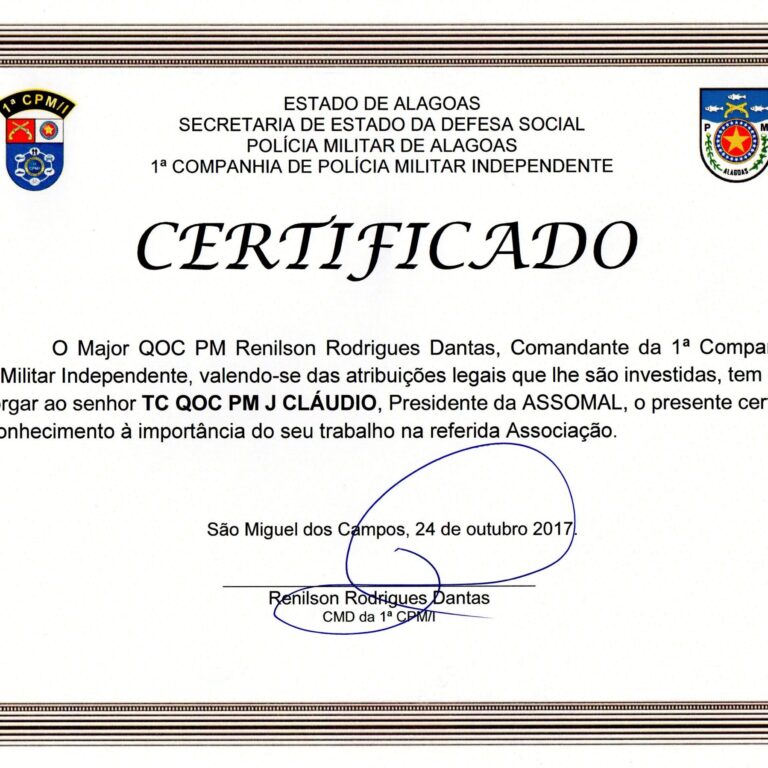 1ª CPM/I
P M
ALAGOAS
ESTADO DE ALAGOAS
SECRETARIA DE ESTADO DA DEFESA SOCIAL
POLÍCIA MILITAR DE ALAGOAS
1ª COMPANHIA DE POLÍCIA MILITAR INDEPENDENTE
CERTIFICADO
O Major QOC PM Renilson Rodrigues Dantas, Comandante da 1ª Compan
Militar Independente, valendo-se das atribuições legais que lhe são investidas, tem
orgar ao senhor TC QOC PM J CLÁUDIO, Presidente da ASSOMAL, o presente cert
onhecimento à importância do seu trabalho na referida Associação.
São Miguel dos Campos, 24 de outubro 2017.
Renilson Rodrigues Dantas
CMD da 1ª CPM/I